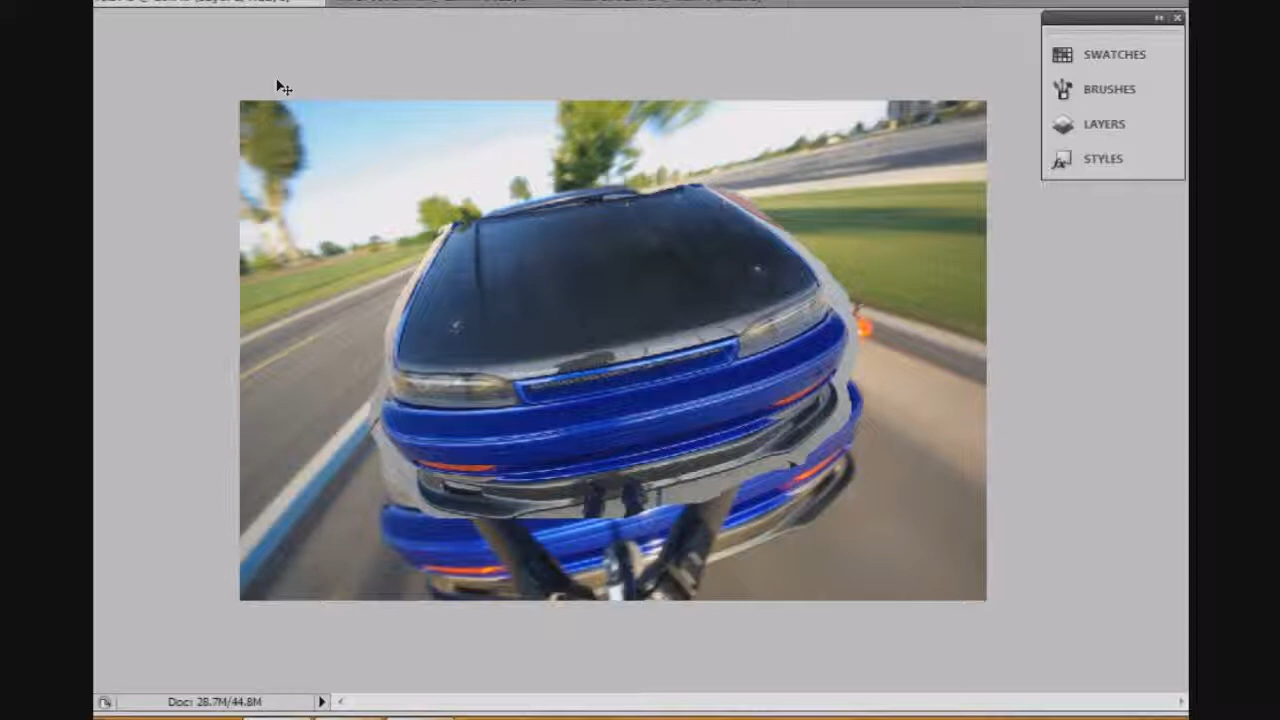 SWATCHES
BRUSHES
LAYERS
STYLES
Doc: 28.7M/44.8M